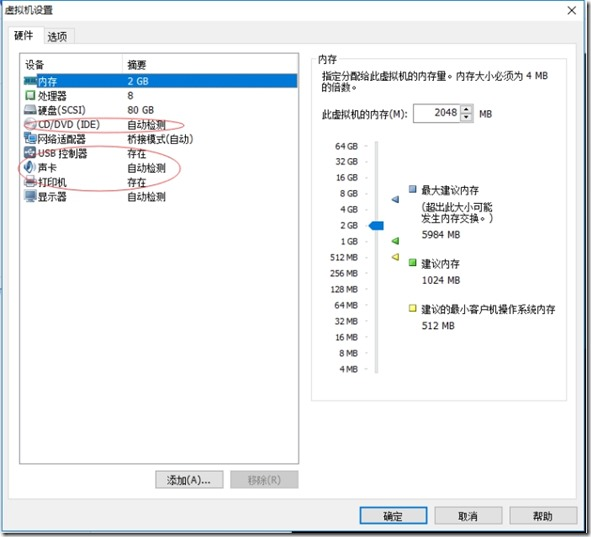 虚拟机设置
硬件 选项
设备 摘要
内存 2 GB
处理器 8
硬盘(SCSI) 80 GB
CD/DVD (IDE) 自动检测
网络适配器 桥接模式(自动)
USB 控制器 存在
声卡 自动检测
打印机 存在
显示器 自动检测
添加(A)... 移除(R)
内存
指定分配给此虚拟机的内存量。内存大小必须为 4 MB
的倍数。
此虚拟机的内存(M): 2048 MB
64 GB
32 GB
16 GB
8 GB
4 GB
2 GB
1 GB
512 MB
256 MB
128 MB
64 MB
32 MB
16 MB
8 MB
4 MB
最大建议内存
(超出此大小可能
发生内存交换。)
5984 MB
建议内存
1024 MB
建议的最小客户机操作系统内存
512 MB
确定 取消 帮助